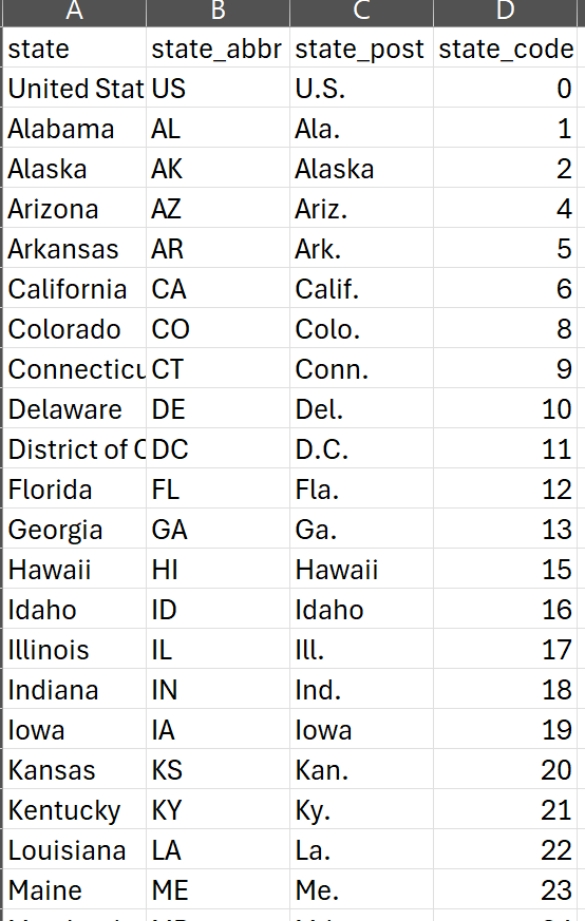 A B C D
state state_abbr state_post state_code
United Stat US U.S. 0
Alabama AL Ala. 1
Alaska AK Alaska 2
Arizona AZ Ariz. 4
Arkansas AR Ark. 5
California CA Calif. 6
Colorado CO Colo. 8
Connecticu CT Conn. 9
Delaware DE Del. 10
District of C DC D.C. 11
Florida FL Fla. 12
Georgia GA Ga. 13
Hawaii HI Hawaii 15
Idaho ID Idaho 16
Illinois IL Ill. 17
Indiana IN Ind. 18
Iowa IA Iowa 19
Kansas KS Kan. 20
Kentucky KY Ky. 21
Louisiana LA La. 22
Maine ME Me. 23